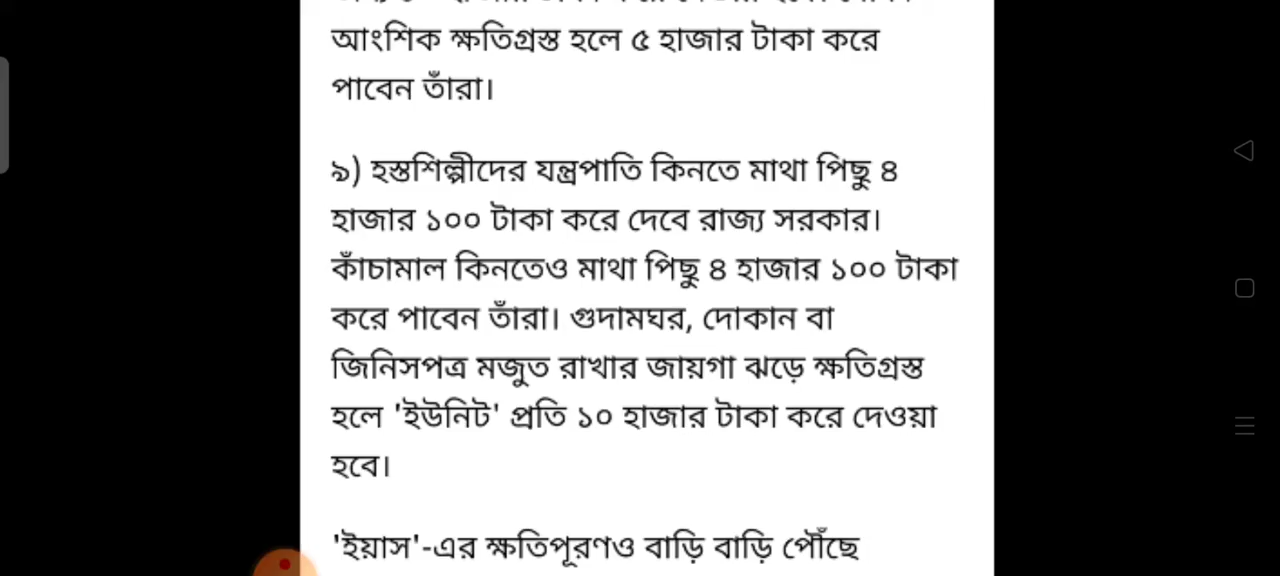 আংশিক ক্ষতিগ্রস্ত হলে ৫ হাজার টাকা করে
পাবেন তাঁরা।
৯) হস্তশিল্পীদের যন্ত্রপাতি কিনতে মাথা পিছু ৪
হাজার ১০০ টাকা করে দেবে রাজ্য সরকার।
কাঁচামাল কিনতেও মাথা পিছু ৪ হাজার ১০০ টাকা
করে পাবেন তাঁরা। গুদামঘর, দোকান বা
জিনিসপত্র মজুত রাখার জায়গা ঝড়ে ক্ষতিগ্রস্ত
হলে 'ইউনিট' প্রতি ১০ হাজার টাকা করে দেওয়া
হবে।
'ইয়াস'-এর ক্ষতিপূরণও বাড়ি বাড়ি পৌঁছে